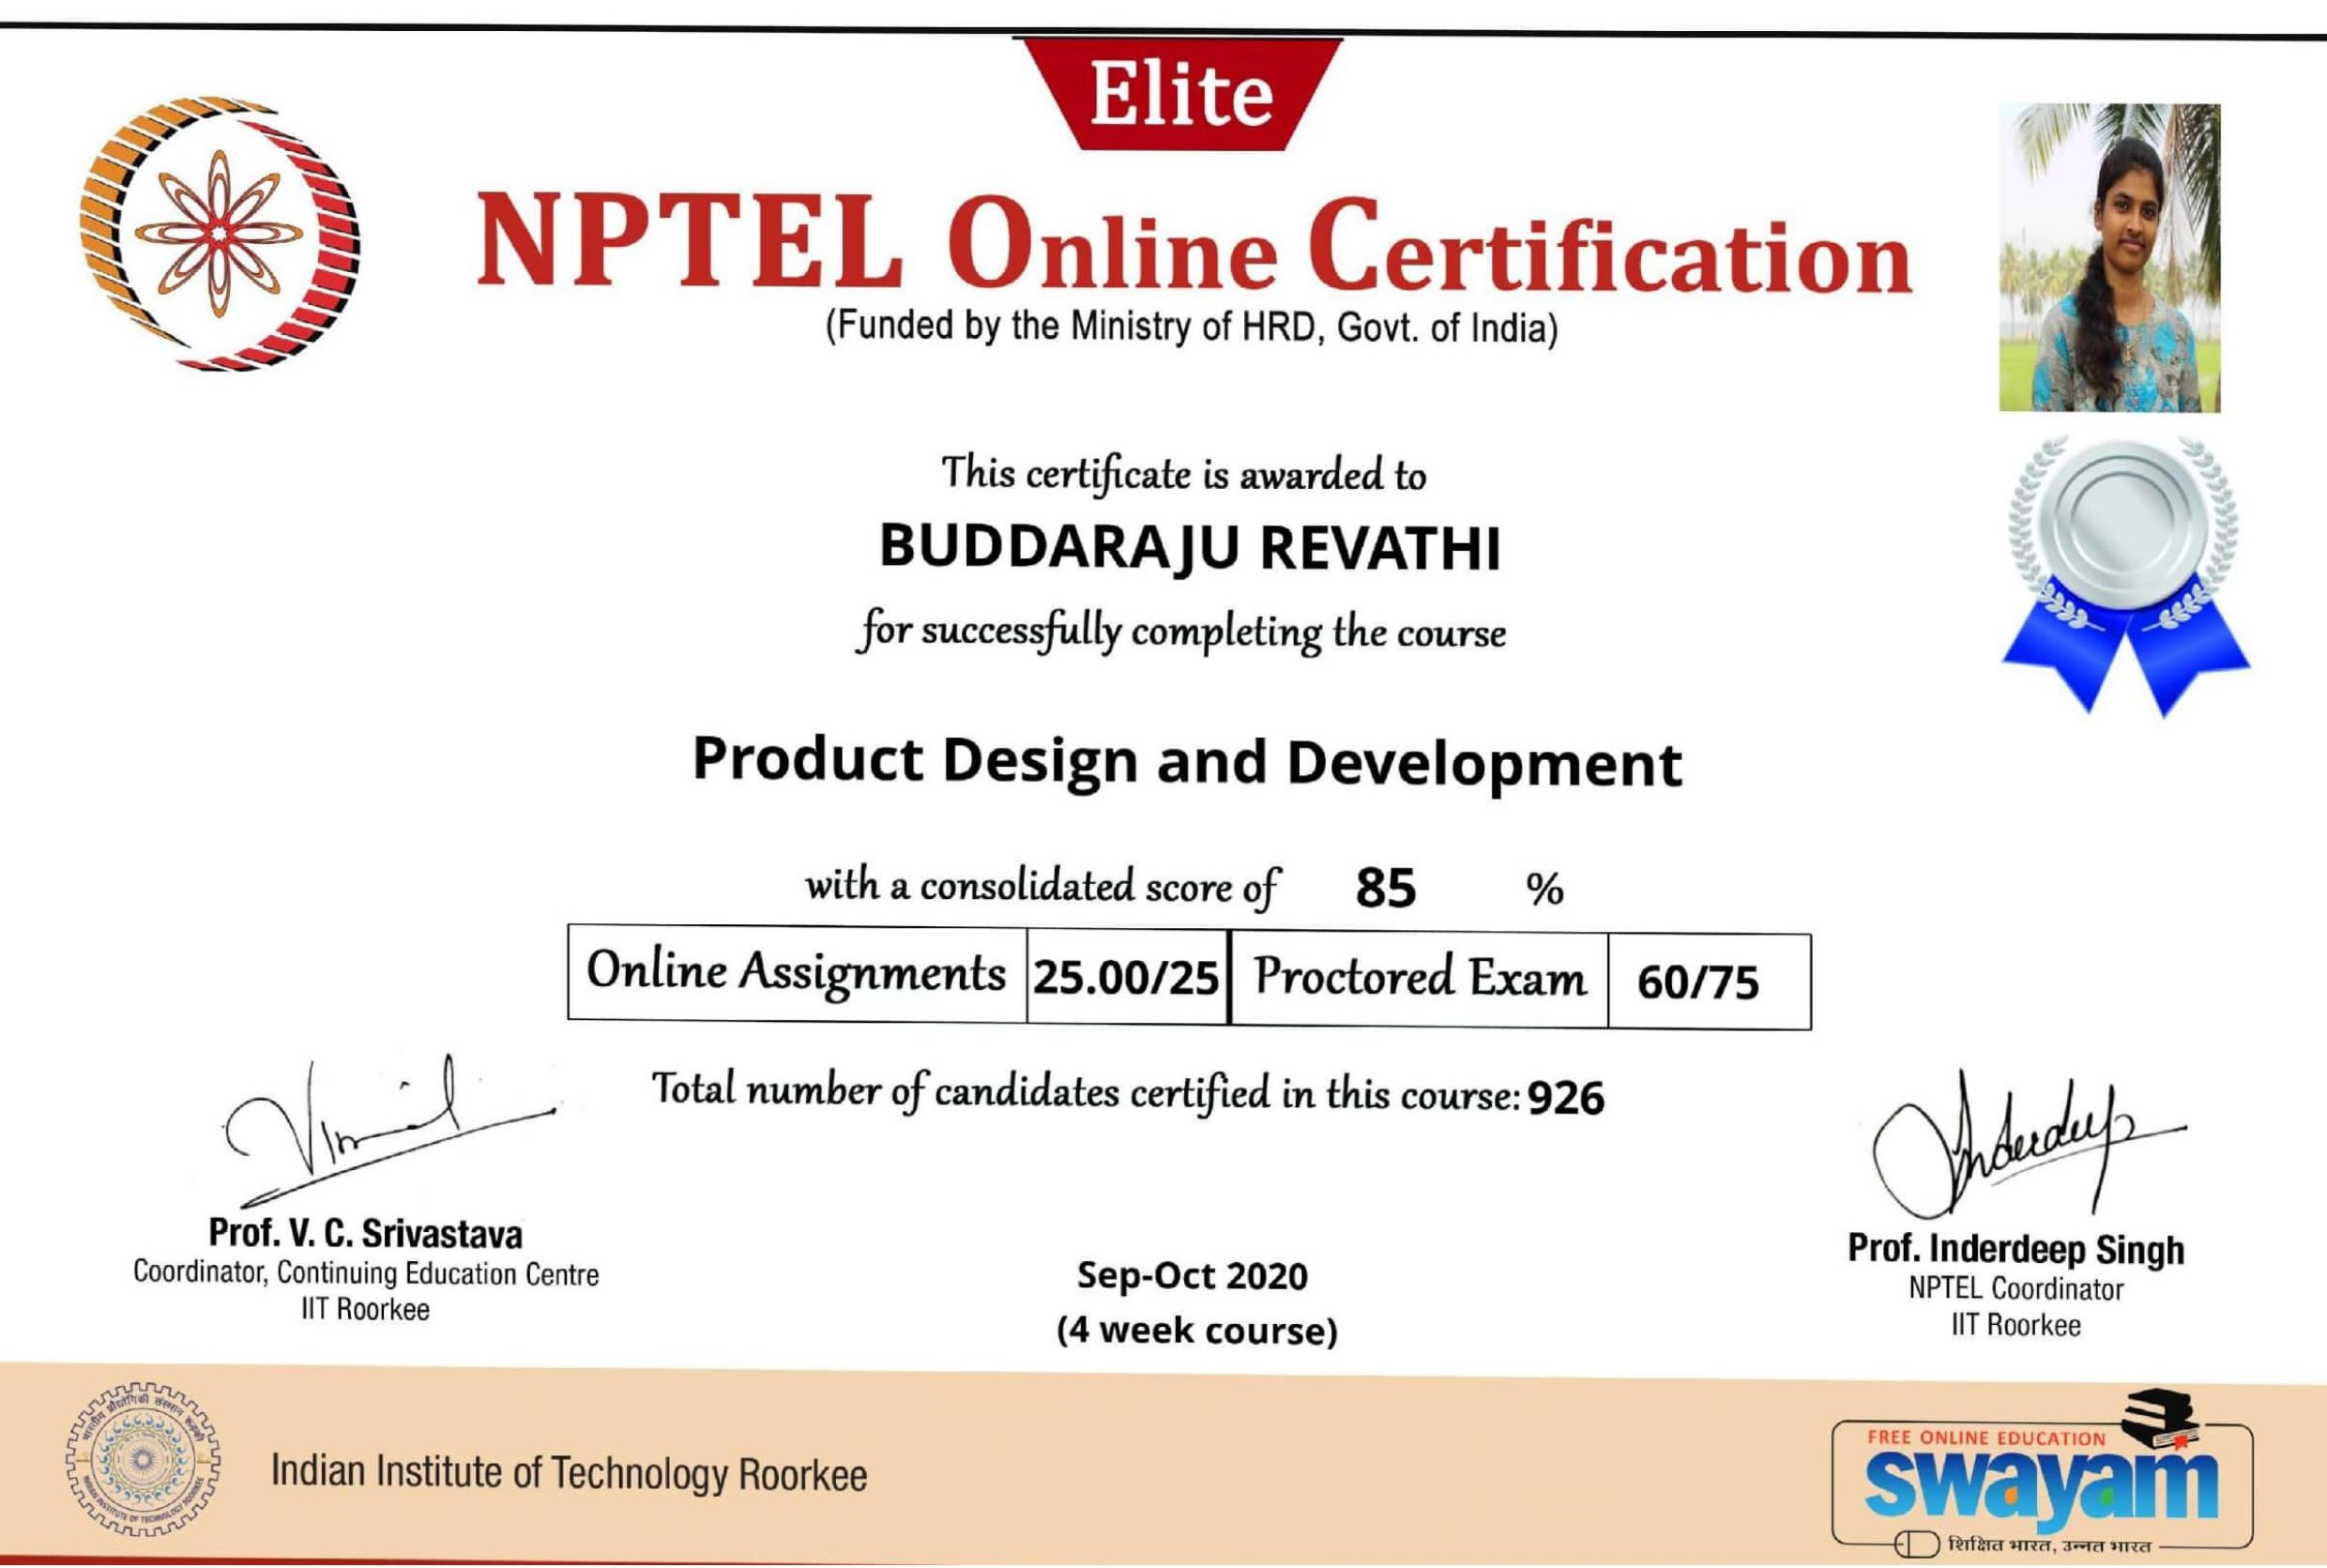 Elite
NPTEL Online Certification
(Funded by the Ministry of HRD, Govt. of India)
This certificate is awarded to
BUDDARAJU REVATHI
for successfully completing the course
Product Design and Development
with a consolidated score of 85 %
Online Assignments 25.00/25 Proctored Exam 60/75
Total number of candidates certified in this course: 926
Prof. V. C. Srivastava
Coordinator, Continuing Education Centre
IIT Roorkee
Sep-Oct 2020
(4 week course)
Prof. Inderdeep Singh
NPTEL Coordinator
IIT Roorkee
Indian Institute of Technology Roorkee
FREE ONLINE EDUCATION
swayam
शिक्षित भारत, उन्नत भारत